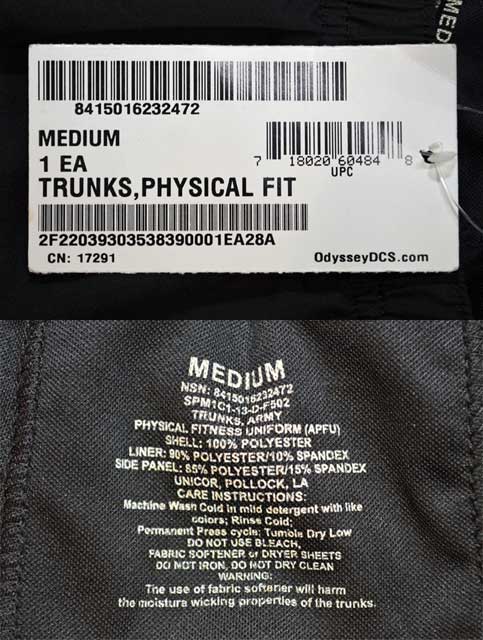 MED
8415016232472
MEDIUM
1 EA
7 18020 60484 8
UPC
TRUNKS,PHYSICAL FIT
2F22039303538390001EA28A
CN: 17291
OdysseyDCS.com
MEDIUM
NSN: 8415016232472
SPM1C1-13-D-F502
TRUNKS, ARMY
PHYSICAL FITNESS UNIFORM (APFU)
SHELL: 100% POLYESTER
LINER: 90% POLYESTER/10% SPANDEX
SIDE PANEL: 85% POLYESTER/15% SPANDEX
UNICOR, POLLOCK, LA
CARE INSTRUCTIONS:
Machine Wash Cold in mild detergent with like
colors; Rinse Cold;
Permanent Press cycle: Tumble Dry Low
DO NOT USE BLEACH,
FABRIC SOFTENER or DRYER SHEETS
DO NOT IRON, DO NOT DRY CLEAN
WARNING:
The use of fabric softener will harm
the moisture wicking properties of the trunks.